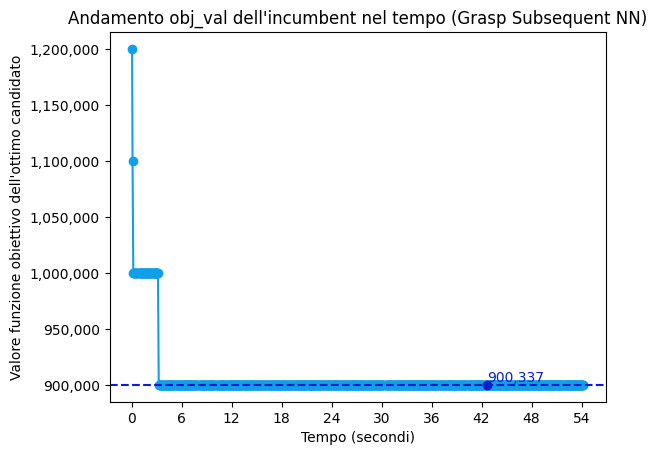 Andamento obj_val dell'incumbent nel tempo (Grasp Subsequent NN)
Valore funzione obiettivo dell'ottimo candidato
1,200,000
1,150,000
1,100,000
1,050,000
1,000,000
950,000
900,000
900,337
0 6 12 18 24 30 36 42 48 54
Tempo (secondi)